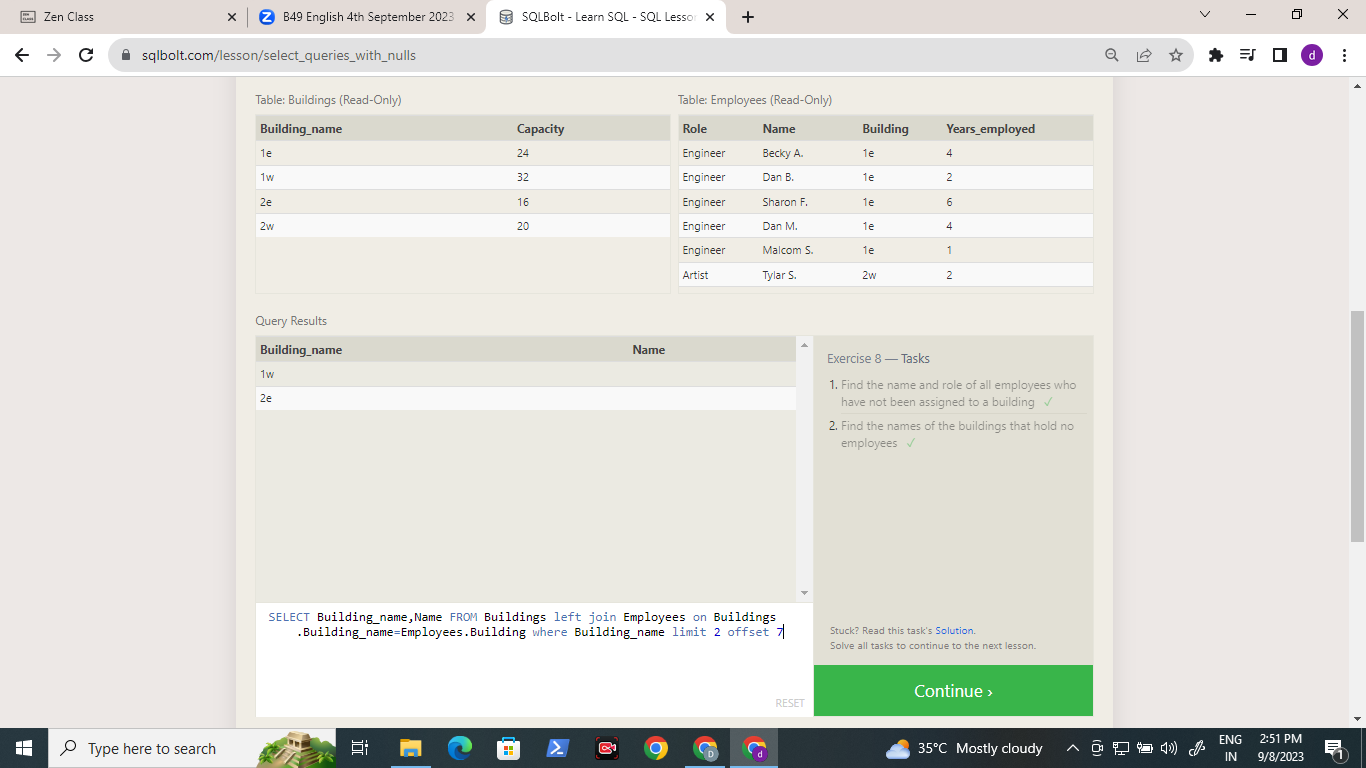 Zen Class
B49 English 4th September 2023
SQLBolt - Learn SQL - SQL Lesso
sqlbolt.com/lesson/select_queries_with_nulls
d
Table: Buildings (Read-Only)
Building_name Capacity
1e 24
1w 32
2e 16
2w 20
Table: Employees (Read-Only)
Role Name Building Years_employed
Engineer Becky A. 1e 4
Engineer Dan B. 1e 2
Engineer Sharon F. 1e 6
Engineer Dan M. 1e 4
Engineer Malcom S. 1e 1
Artist Tylar S. 2w 2
Query Results
Building_name Name
1w
2e
SELECT Building_name,Name FROM Buildings left join Employees on Buildings
.Building_name=Employees.Building where Building_name limit 2 offset 7
RESET
Exercise 8 — Tasks
1. Find the name and role of all employees who
have not been assigned to a building ✓
2. Find the names of the buildings that hold no
employees ✓
Stuck? Read this task's Solution.
Solve all tasks to continue to the next lesson.
Continue ›
Type here to search
D
d
35°C Mostly cloudy
ENG
IN
2:51 PM
9/8/2023
1